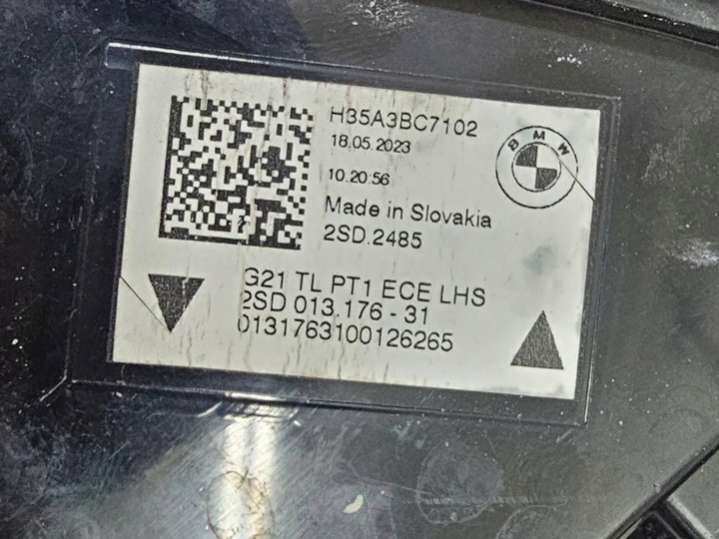 H35A3BC7102
18.05.2023
10.20.56
BMW
Made in Slovakia
2SD.2485
G21 TL PT1 ECE LHS
2SD 013.176 - 31
0131763100126265